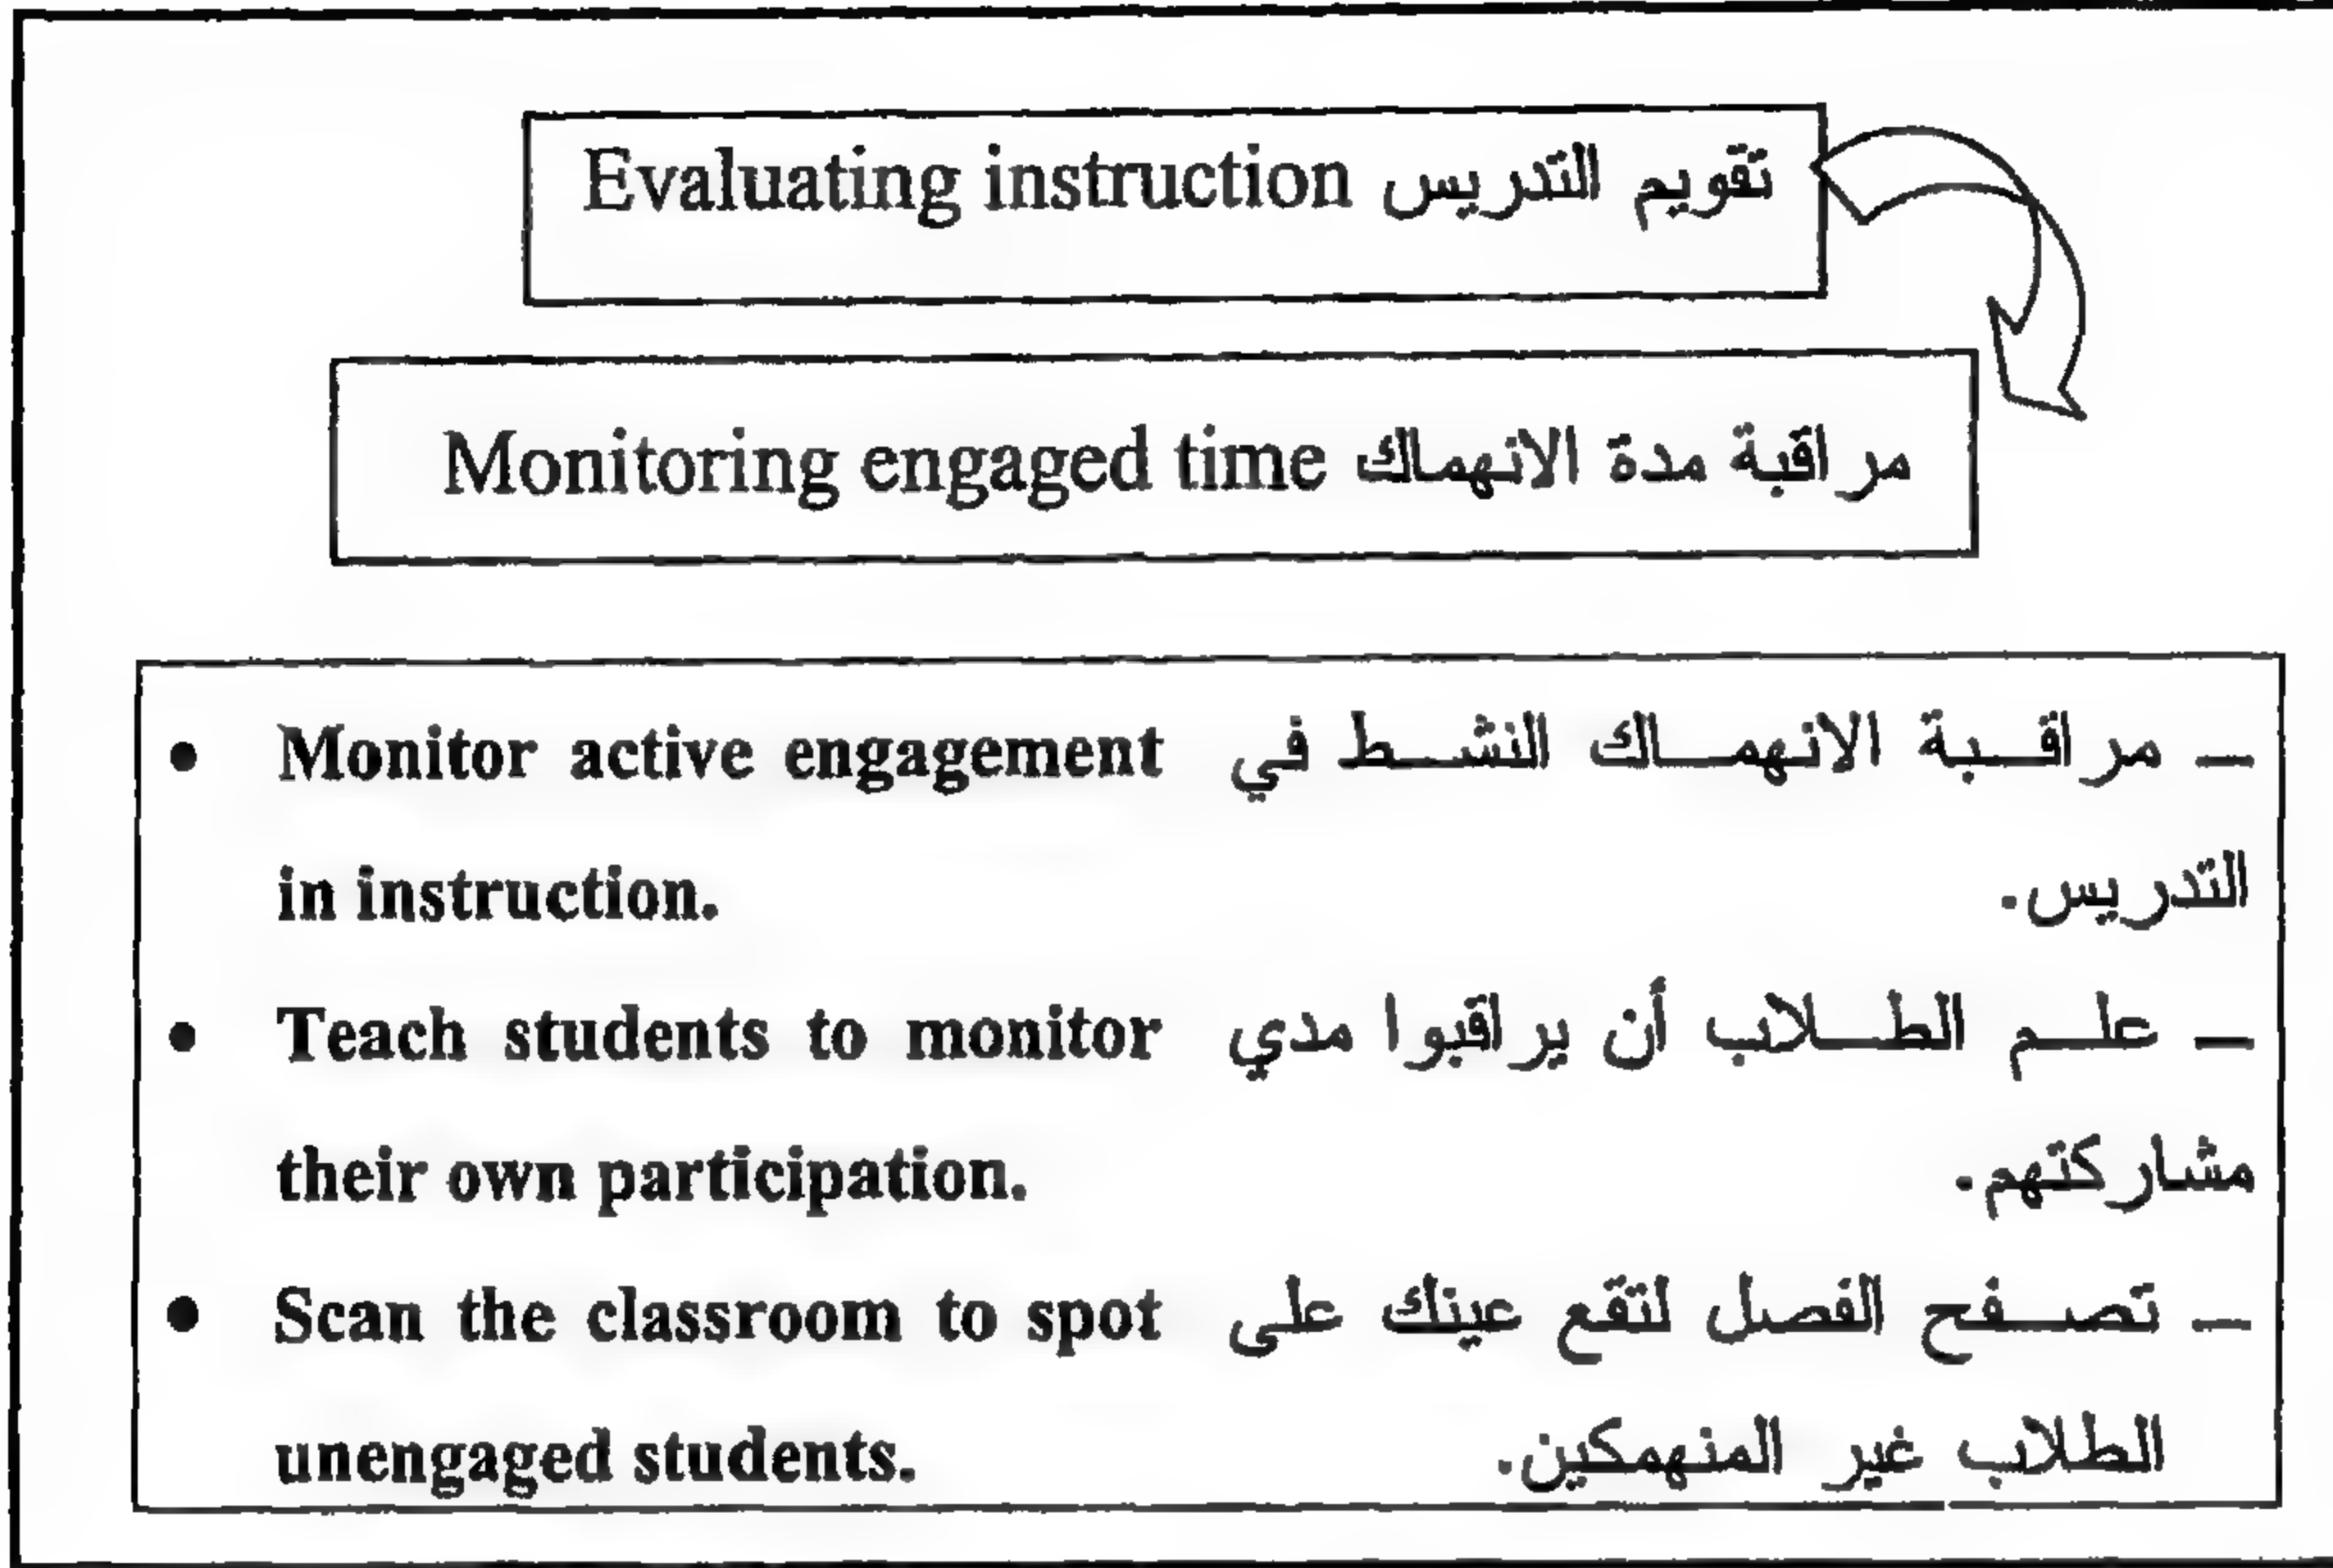 Evaluating instruction تقويم التدريس
Monitoring engaged time مراقبة مدة الانهماك
• Monitor active engagement
in instruction.
• Teach students to monitor
their own participation.
• Scan the classroom to spot
unengaged students.
– مراقبة الانهماك النشط في
التدريس.
– علم الطلاب أن يراقبوا مدي
مشاركتهم.
– تصفح الفصل لتقع عينك على
الطلاب غير المنهمكين.